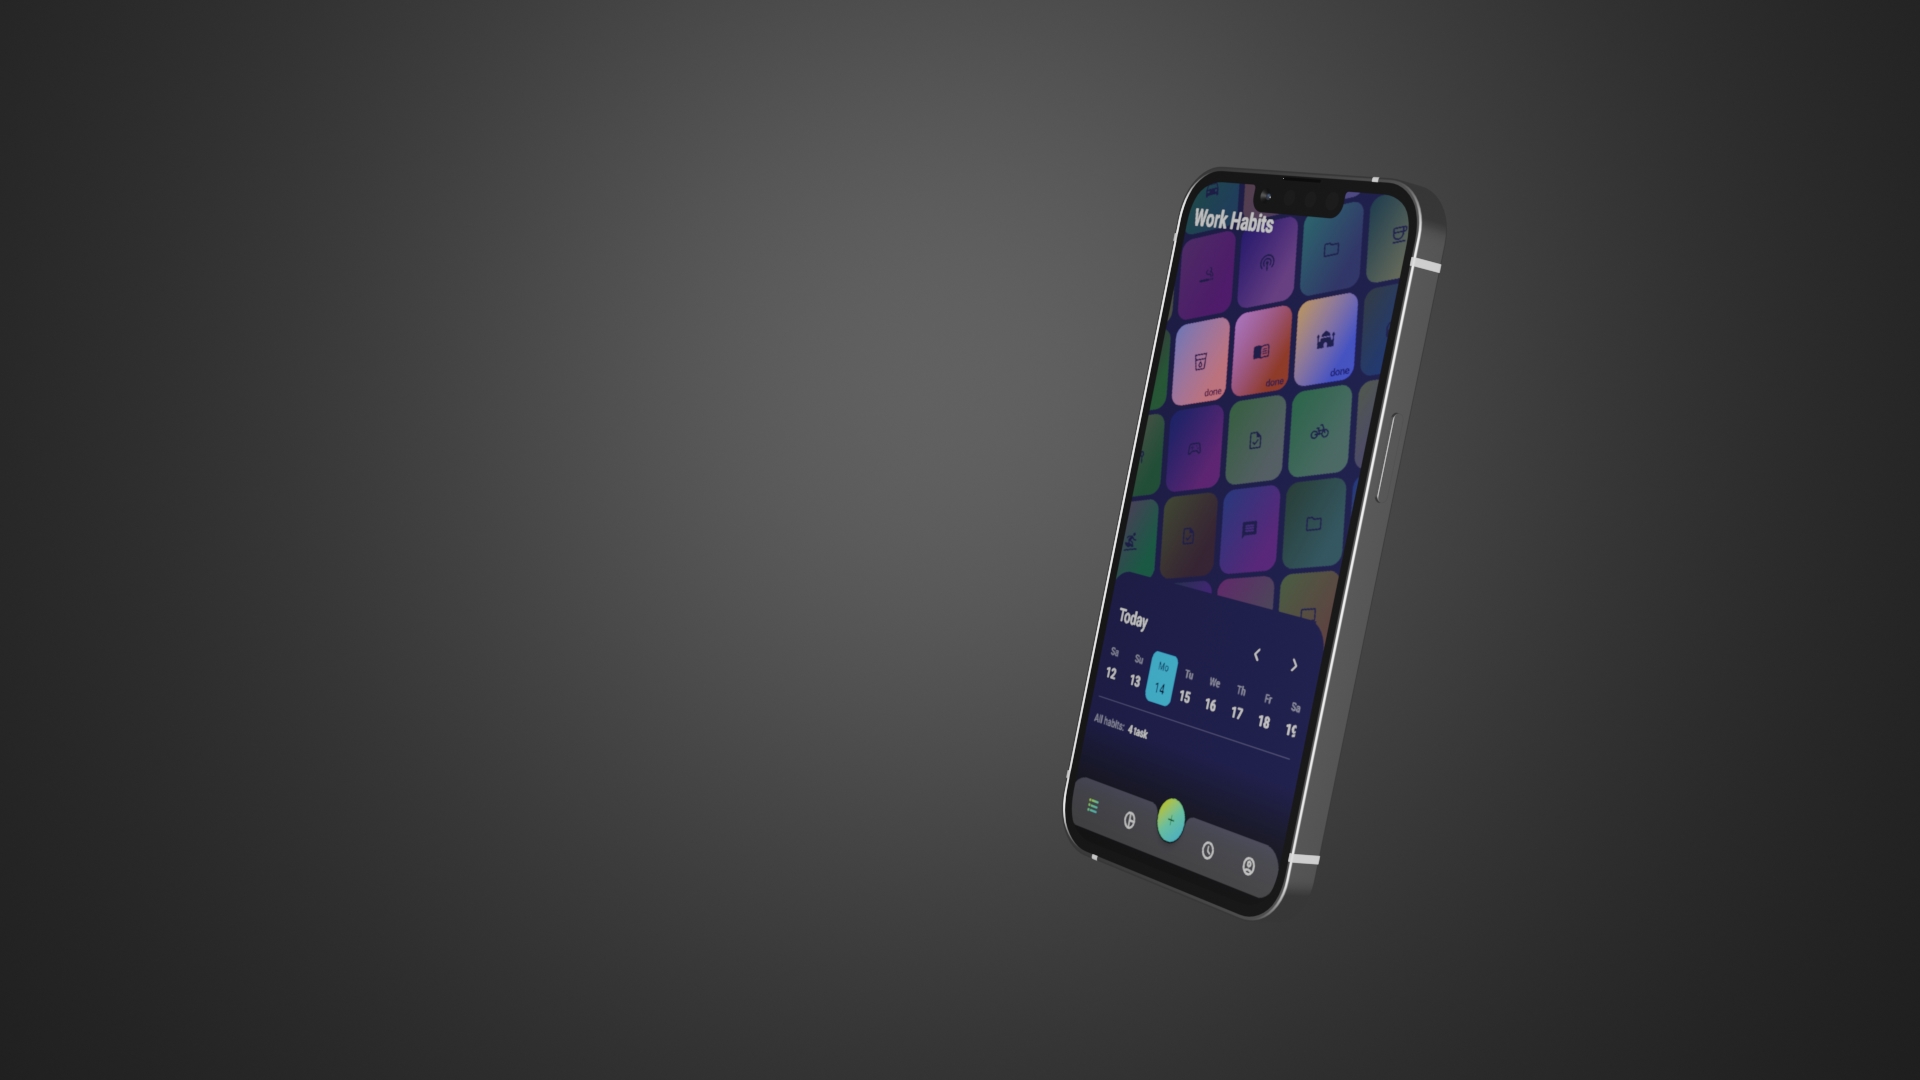 Work Habits
done
done
done
Today
Sa Su Mo Tu We Th Fr Sa
12 13 14 15 16 17 18 19
All habits: 4 task